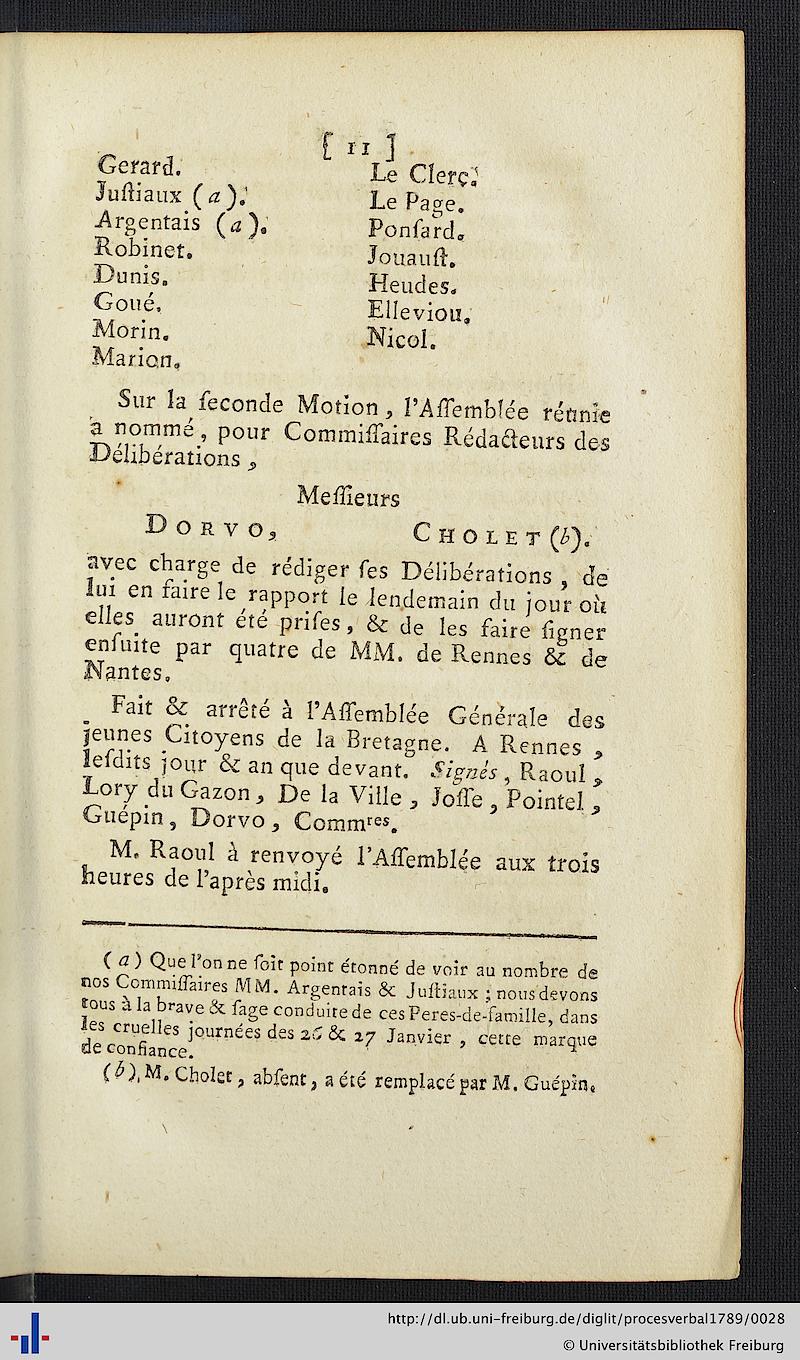 [ 11 ]
Gerard.
Juſtiaux (a).
Argentais (a).
Robinet.
Dunis.
Goué.
Morin.
Marion.
Le Clerç.
Le Page.
Ponſard.
Jouauſt.
Heudes.
Elleviou.
Nicol.
Sur la ſeconde Motion, l'Aſſemblée réunie
a nommé, pour Commiſſaires Rédacteurs des
Délibérations,
Meſſieurs
DORVO, CHOLET (b).
avec charge de rédiger ſes Délibérations, de
lui en faire le rapport le lendemain du jour où
elles auront été priſes, & de les faire ſigner
enſuite par quatre de MM. de Rennes & de
Nantes.
Fait & arrêté à l'Aſſemblée Générale des
jeunes Citoyens de la Bretagne. A Rennes,
leſdits jour & an que devant. Signés, Raoul,
Lory du Gazon, De la Ville, Joſſe, Pointel,
Guépin, Dorvo, Commʳᵉˢ.
M. Raoul à renvoyé l'Aſſemblée aux trois
heures de l'après midi.
(a) Que l'on ne ſoit point étonné de voir au nombre de
nos Commiſſaires MM. Argentais & Juſtiaux ; nous devons
tous à la brave & ſage conduite de ces Peres-de-famille, dans
les cruelles journées des 26 & 27 Janvier, cette marque
de confiance.
(b) M. Cholet, abſent, a été remplacé par M. Guépin.
http://dl.ub.uni-freiburg.de/diglit/procesverbal1789/0028
© Universitätsbibliothek Freiburg